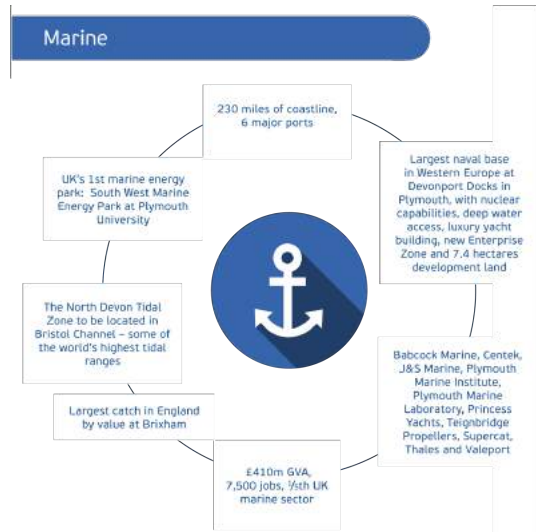 Marine
230 miles of coastline,
6 major ports
Largest naval base
in Western Europe at
Devonport Docks in
Plymouth, with nuclear
capabilities, deep water
access, luxury yacht
building, new Enterprise
Zone and 7.4 hectares
development land
Babcock Marine, Centek,
J&S Marine, Plymouth
Marine Institute,
Plymouth Marine
Laboratory, Princess
Yachts, Teignbridge
Propellers, Supercat,
Thales and Valeport
£410m GVA,
7,500 jobs, ⅕th UK
marine sector
Largest catch in England
by value at Brixham
The North Devon Tidal
Zone to be located in
Bristol Channel – some of
the world's highest tidal
ranges
UK's 1st marine energy
park: South West Marine
Energy Park at Plymouth
University